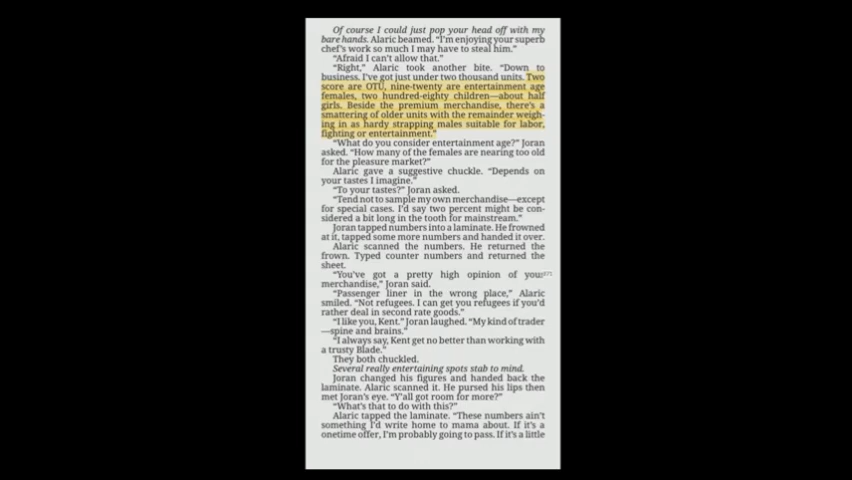 Of course I could just pop your head off with my
bare hands. Alaric beamed. “I’m enjoying your superb
chef’s work so much I may have to steal him.”
“Afraid I can’t allow that.”
“Right,” Alaric took another bite. “Down to
business. I’ve got just under two thousand units. Two
score are OTU, nine-twenty are entertainment age
females, two hundred-eighty children—about half
girls. Beside the premium merchandise, there’s a
smattering of older units with the remainder weigh-
ing in as hardy strapping males suitable for labor,
fighting or entertainment.”
“What do you consider entertainment age?” Joran
asked. “How many of the females are nearing too old
for the pleasure market?”
Alaric gave a suggestive chuckle. “Depends on
your tastes I imagine.”
“To your tastes?” Joran asked.
“Tend not to sample my own merchandise—except
for special cases. I’d say two percent might be con-
sidered a bit long in the tooth for mainstream.”
Joran tapped numbers into a laminate. He frowned
at it, tapped some more numbers and handed it over.
Alaric scanned the numbers. He returned the
frown. Typed counter numbers and returned the
sheet.
“You’ve got a pretty high opinion of your
merchandise,” Joran said.
“Passenger liner in the wrong place,” Alaric
smiled. “Not refugees. I can get you refugees if you’d
rather deal in second rate goods.”
“I like you, Kent.” Joran laughed. “My kind of trader
—spine and brains.”
“I always say, Kent get no better than working with
a trusty Blade.”
They both chuckled.
Several really entertaining spots stab to mind.
Joran changed his figures and handed back the
laminate. Alaric scanned it. He pursed his lips then
met Joran’s eye. “Y’all got room for more?”
“What’s that to do with this?”
Alaric tapped the laminate. “These numbers ain’t
something I’d write home to mama about. If it’s a
onetime offer, I’m probably going to pass. If it’s a little